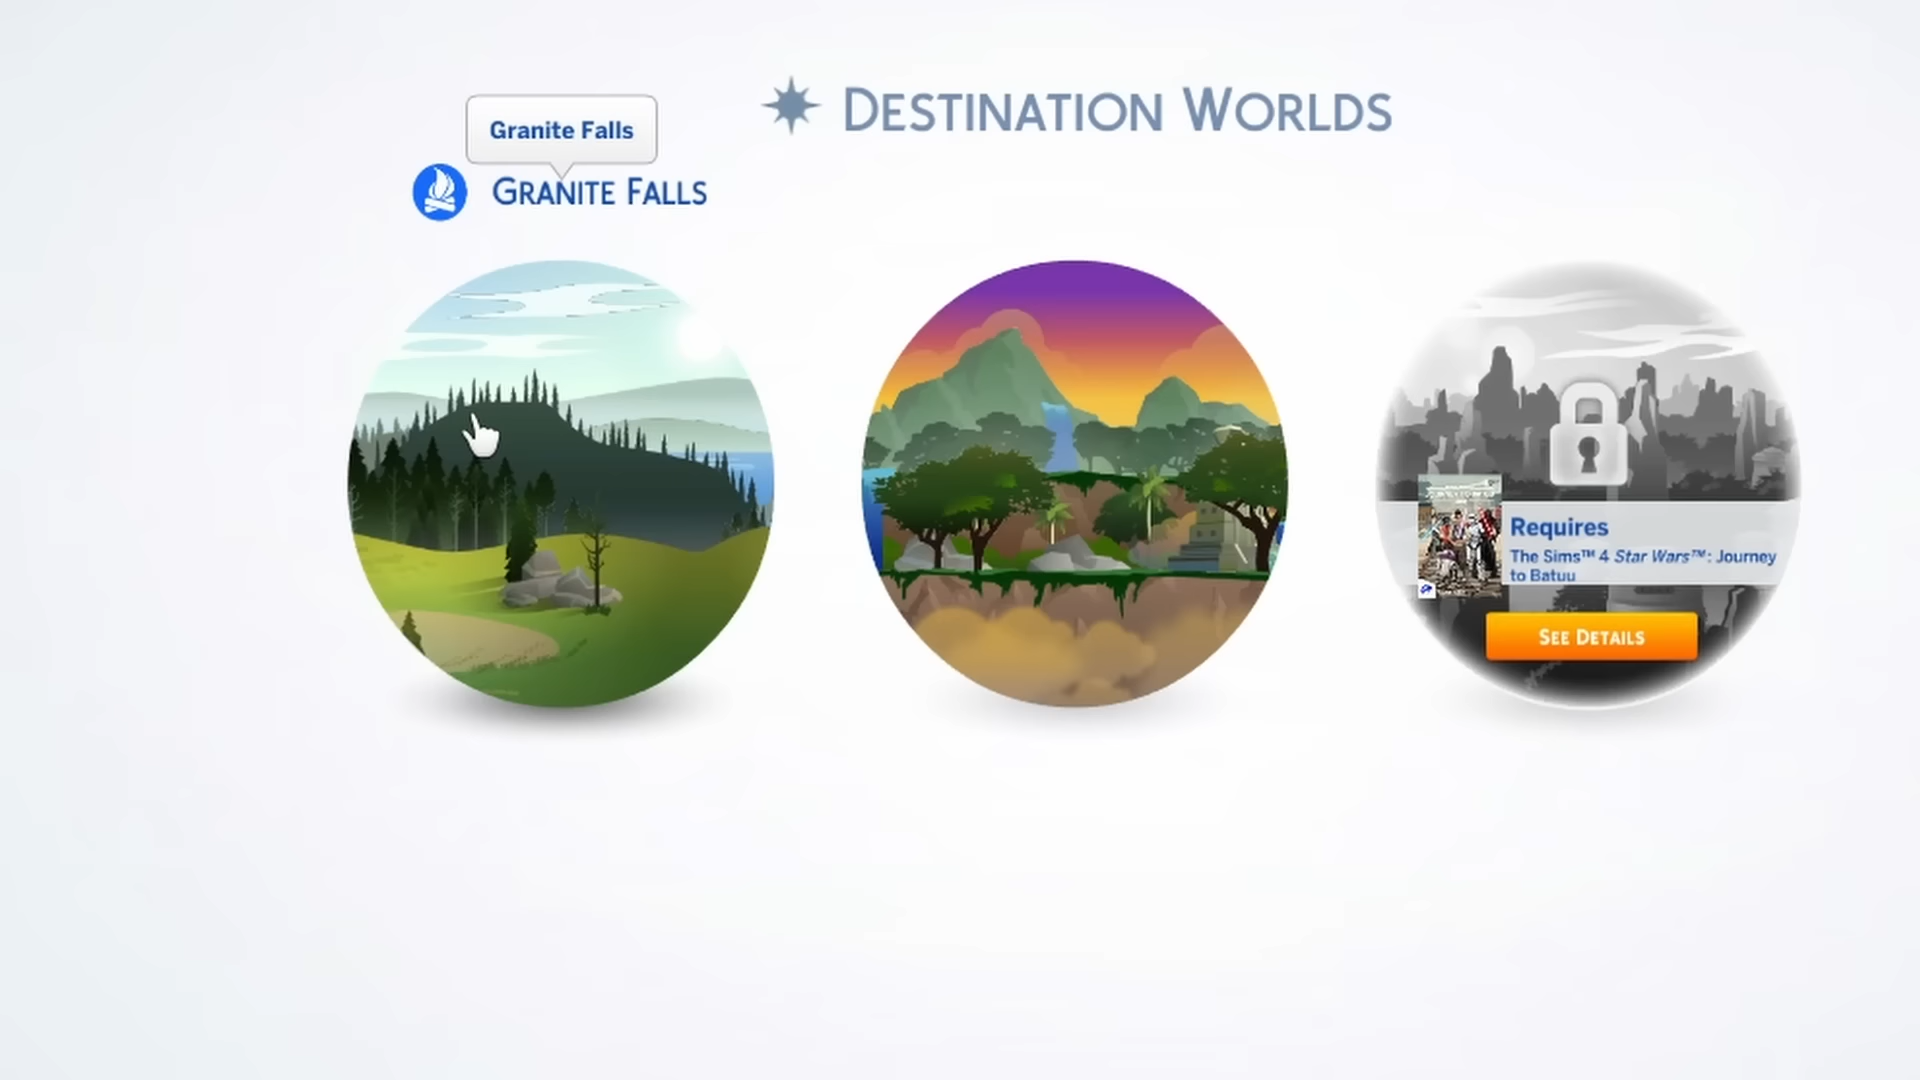 Destination Worlds
Granite Falls
Granite Falls
Requires
The Sims™ 4 Star Wars™: Journey
to Batuu
See Details